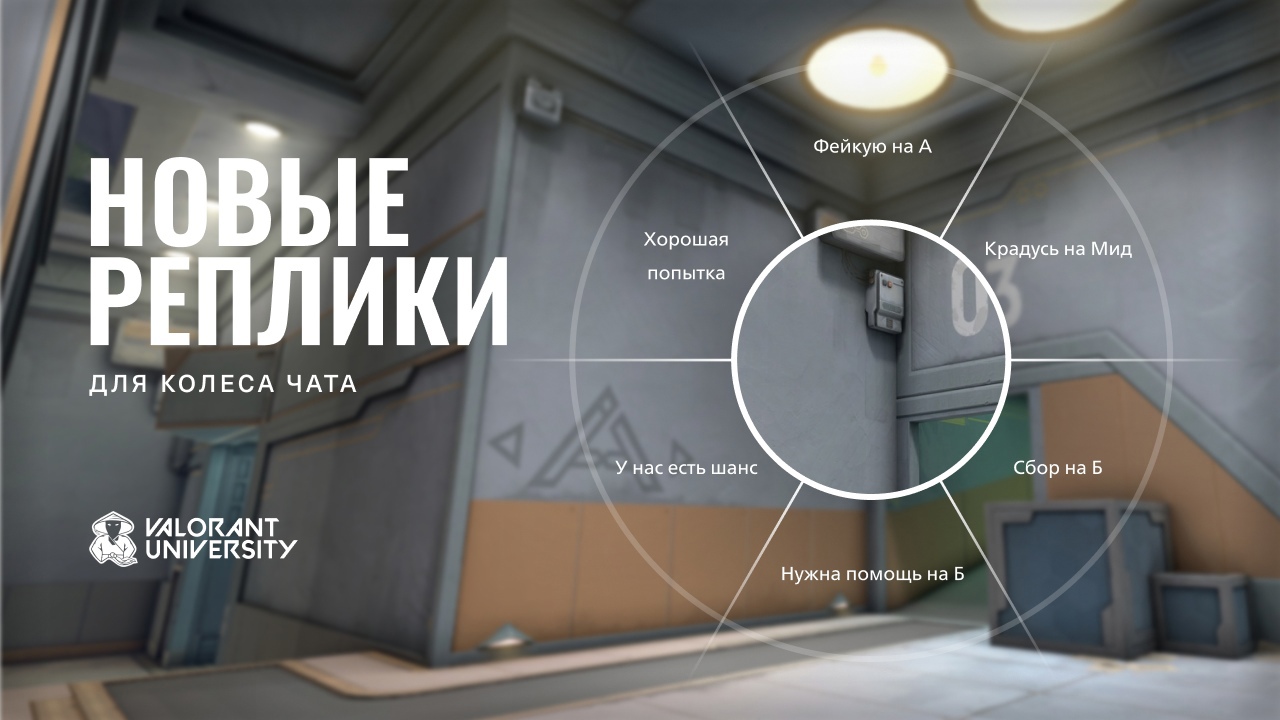 НОВЫЕ
РЕПЛИКИ
ДЛЯ КОЛЕСА ЧАТА
VALORANT
UNIVERSITY
Фейкую на А
Крадусь на Мид
Сбор на Б
Нужна помощь на Б
У нас есть шанс
Хорошая
попытка
03